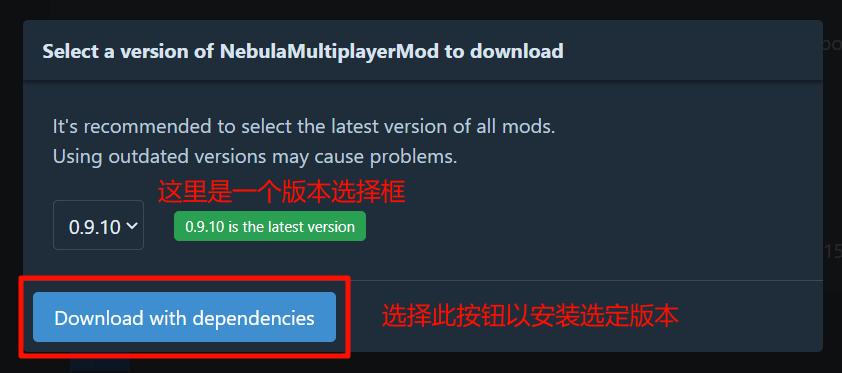 Select a version of NebulaMultiplayerMod to download
It's recommended to select the latest version of all mods.
Using outdated versions may cause problems.
这里是一个版本选择框
0.9.10
0.9.10 is the latest version
Download with dependencies
选择此按钮以安装选定版本